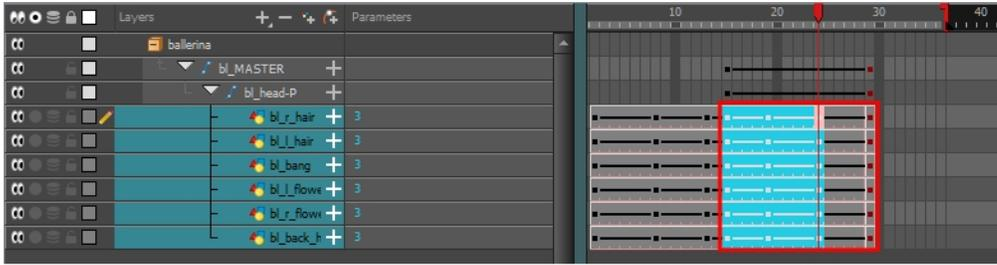 Layers Parameters 10 20 30 40
ballerina
bl_MASTER
bl_head-P
bl_r_hair 3
bl_l_hair 3
bl_bang 3
bl_l_flowe 3
bl_r_flowe 3
bl_back_h 3